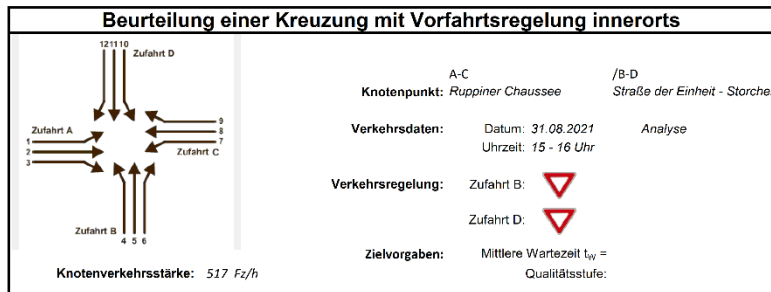 Beurteilung einer Kreuzung mit Vorfahrtsregelung innerorts
12 11 10
Zufahrt D
9
8
7
Zufahrt C
Zufahrt A
1
2
3
Zufahrt B
4 5 6
Knotenverkehrsstärke: 517 Fz/h
A-C /B-D
Knotenpunkt: Ruppiner Chaussee Straße der Einheit -
Verkehrsdaten: Datum: 31.08.2021 Analyse
Uhrzeit: 15 - 16 Uhr
Verkehrsregelung: Zufahrt B:
Zufahrt D:
Zielvorgaben: Mittlere Wartezeit tW =
Qualitätsstufe: